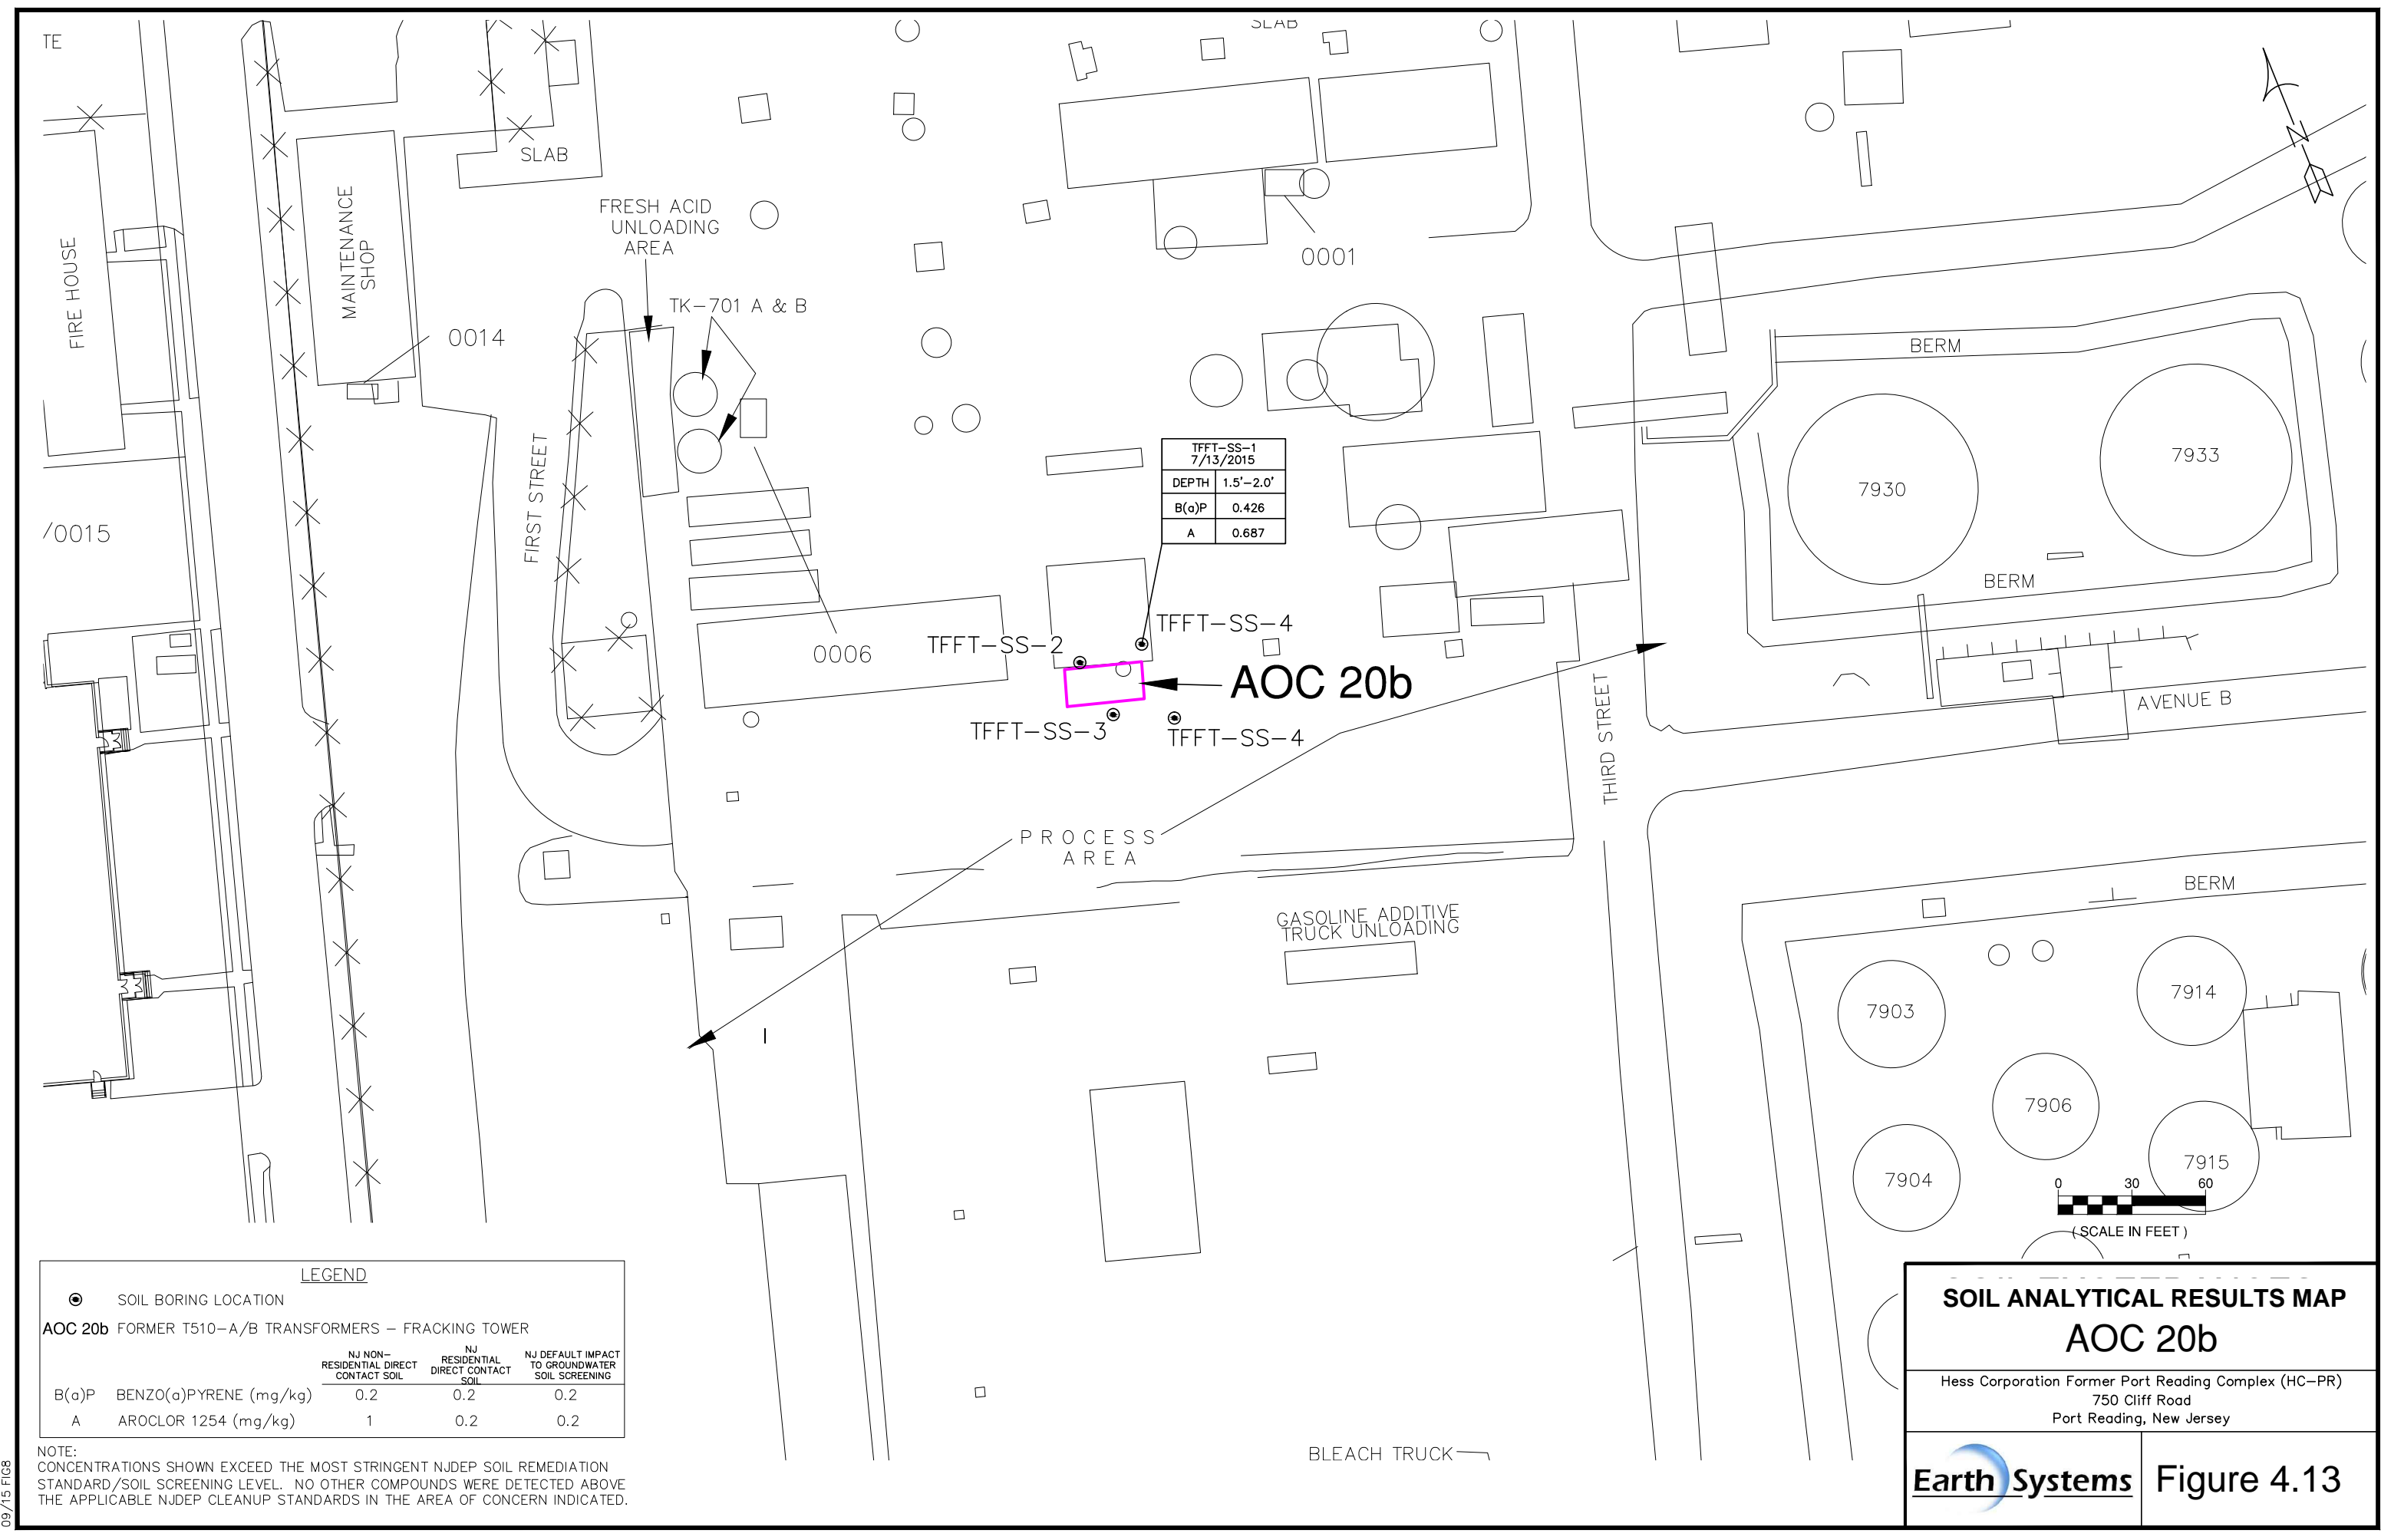 TE
SLAB
SLAB
FIRE HOUSE
MAINTENANCE
SHOP
0014
/0015
FRESH ACID
UNLOADING
AREA
TK-701 A & B
FIRST STREET
0001
0006
N
TFFT-SS-1
7/13/2015
DEPTH 1.5'-2.0'
B(a)P 0.426
A 0.687
TFFT-SS-2
TFFT-SS-4
AOC 20b
TFFT-SS-3
TFFT-SS-4
BERM
7930
7933
BERM
AVENUE B
THIRD STREET
PROCESS
AREA
GASOLINE ADDITIVE
TRUCK UNLOADING
BERM
7903
7914
7906
7904
7915
0 30 60
( SCALE IN FEET )
BLEACH TRUCK
LEGEND
SOIL BORING LOCATION
AOC 20b FORMER T510-A/B TRANSFORMERS - FRACKING TOWER
NJ NON-
RESIDENTIAL DIRECT
CONTACT SOIL
NJ
RESIDENTIAL
DIRECT CONTACT
SOIL
NJ DEFAULT IMPACT
TO GROUNDWATER
SOIL SCREENING
B(a)P BENZO(a)PYRENE (mg/kg) 0.2 0.2 0.2
A AROCLOR 1254 (mg/kg) 1 0.2 0.2
NOTE:
CONCENTRATIONS SHOWN EXCEED THE MOST STRINGENT NJDEP SOIL REMEDIATION
STANDARD/SOIL SCREENING LEVEL. NO OTHER COMPOUNDS WERE DETECTED ABOVE
THE APPLICABLE NJDEP CLEANUP STANDARDS IN THE AREA OF CONCERN INDICATED.
09/15 FIG8
SOIL ANALYTICAL RESULTS MAP
AOC 20b
Hess Corporation Former Port Reading Complex (HC-PR)
750 Cliff Road
Port Reading, New Jersey
Earth Systems
Figure 4.13